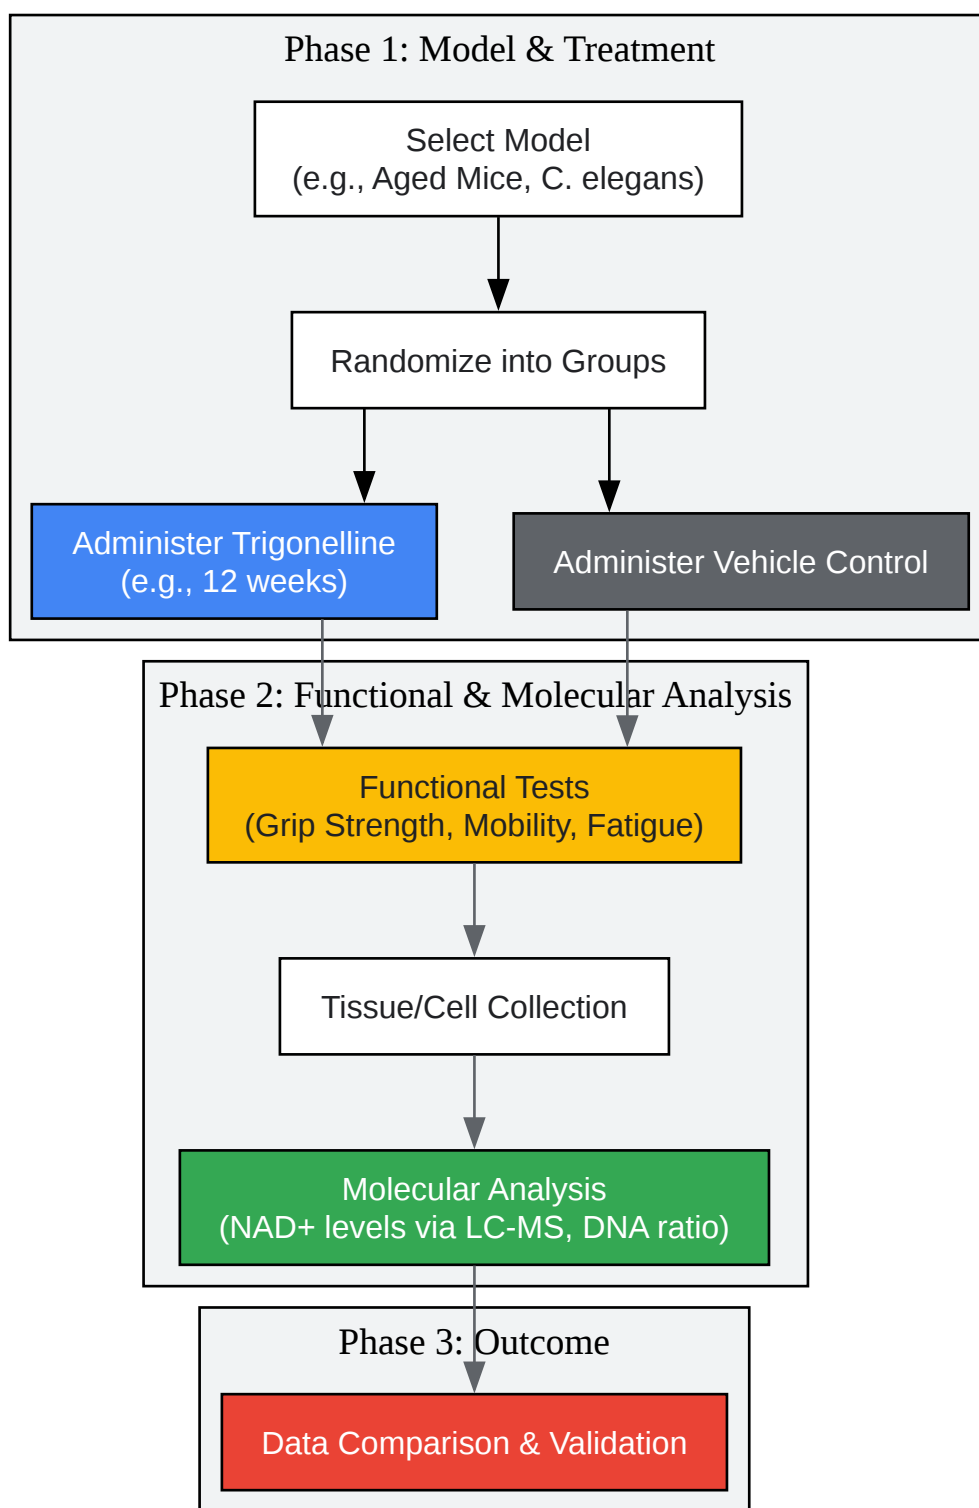 Phase 1: Model & Treatment
Select Model
(e.g., Aged Mice, C. elegans)
Randomize into Groups
Administer Trigonelline
(e.g., 12 weeks)
Administer Vehicle Control
Phase 2: Functional & Molecular Analysis
Functional Tests
(Grip Strength, Mobility, Fatigue)
Tissue/Cell Collection
Molecular Analysis
(NAD+ levels via LC-MS, DNA ratio)
Phase 3: Outcome
Data Comparison & Validation